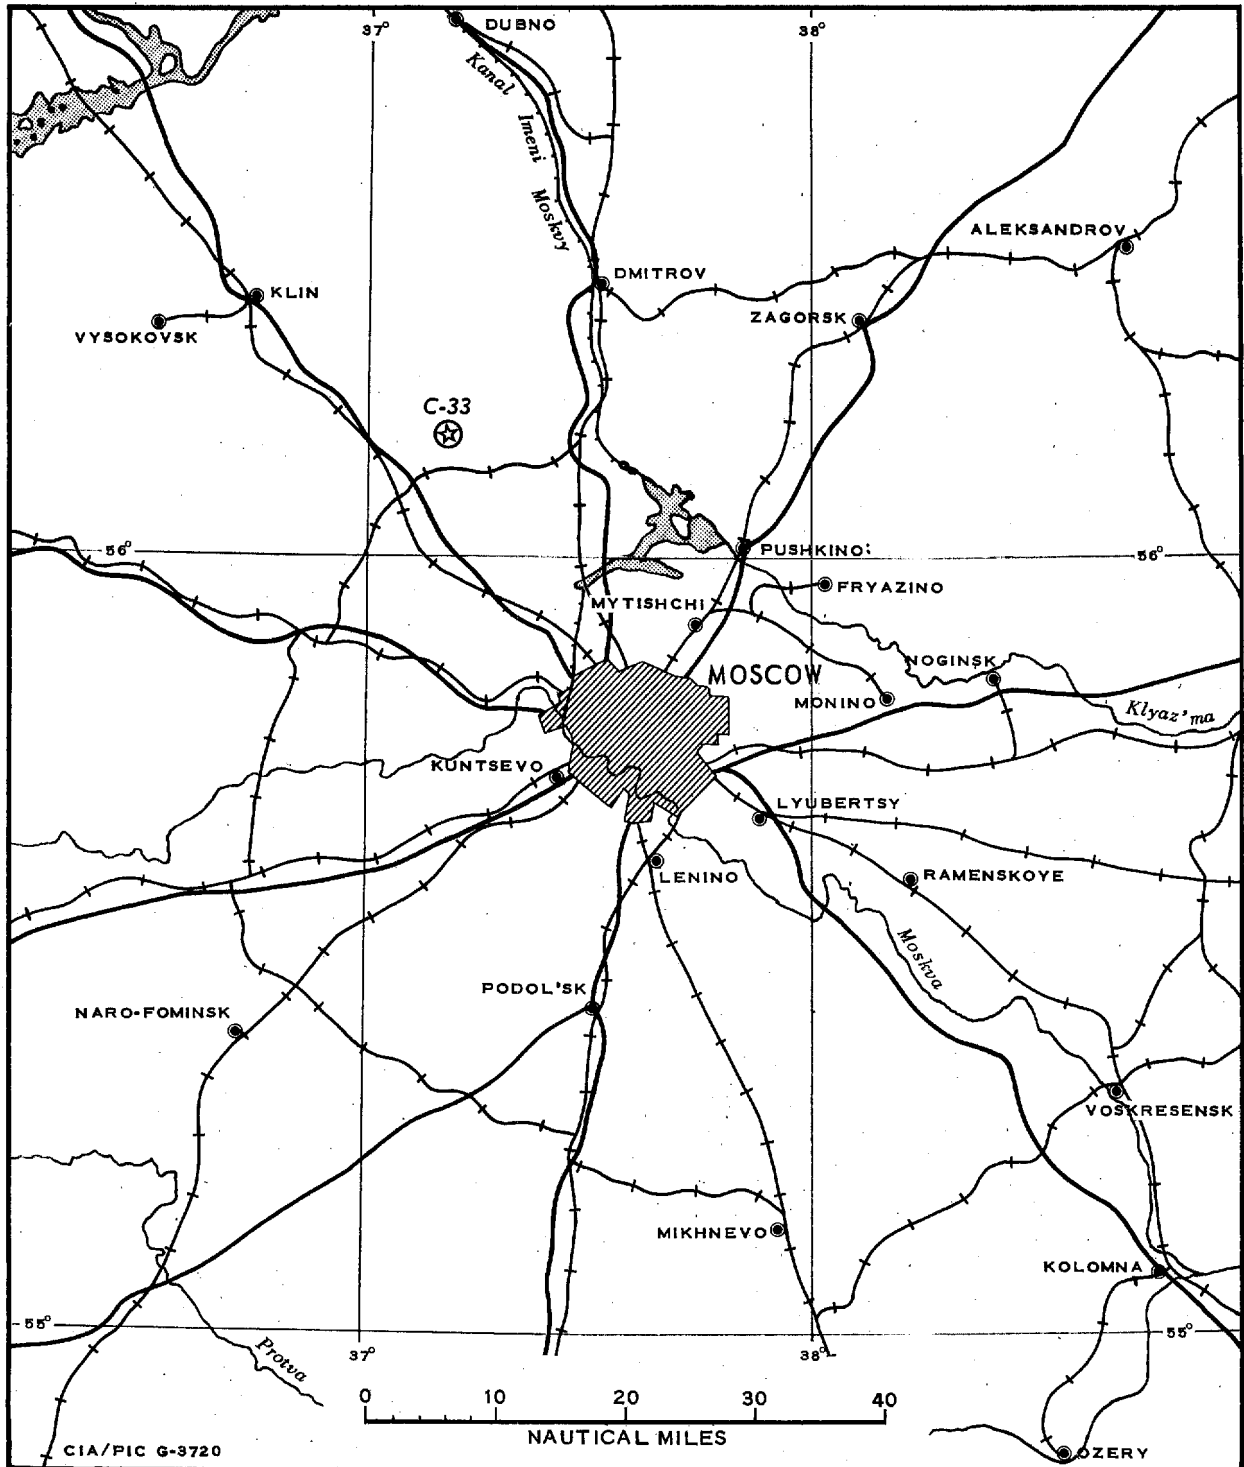 37°
38°
DUBNO
Kanal Imeni Moskvy
ALEKSANDROV
DMITROV
KLIN
ZAGORSK
VYSOKOVSK
C-33
56°
56°
PUSHKINO
FRYAZINO
MYTISHCHI
NOGINSK
MOSCOW
MONINO
Klyaz'ma
KUNTSEVO
LYUBERTSY
LENINO
RAMENSKOYE
Moskva
PODOL'SK
NARO-FOMINSK
VOSKRESENSK
MIKHNEVO
KOLOMNA
55°
55°
37°
38°
Protva
0 10 20 30 40
NAUTICAL MILES
CIA/PIC G-3720
OZERY